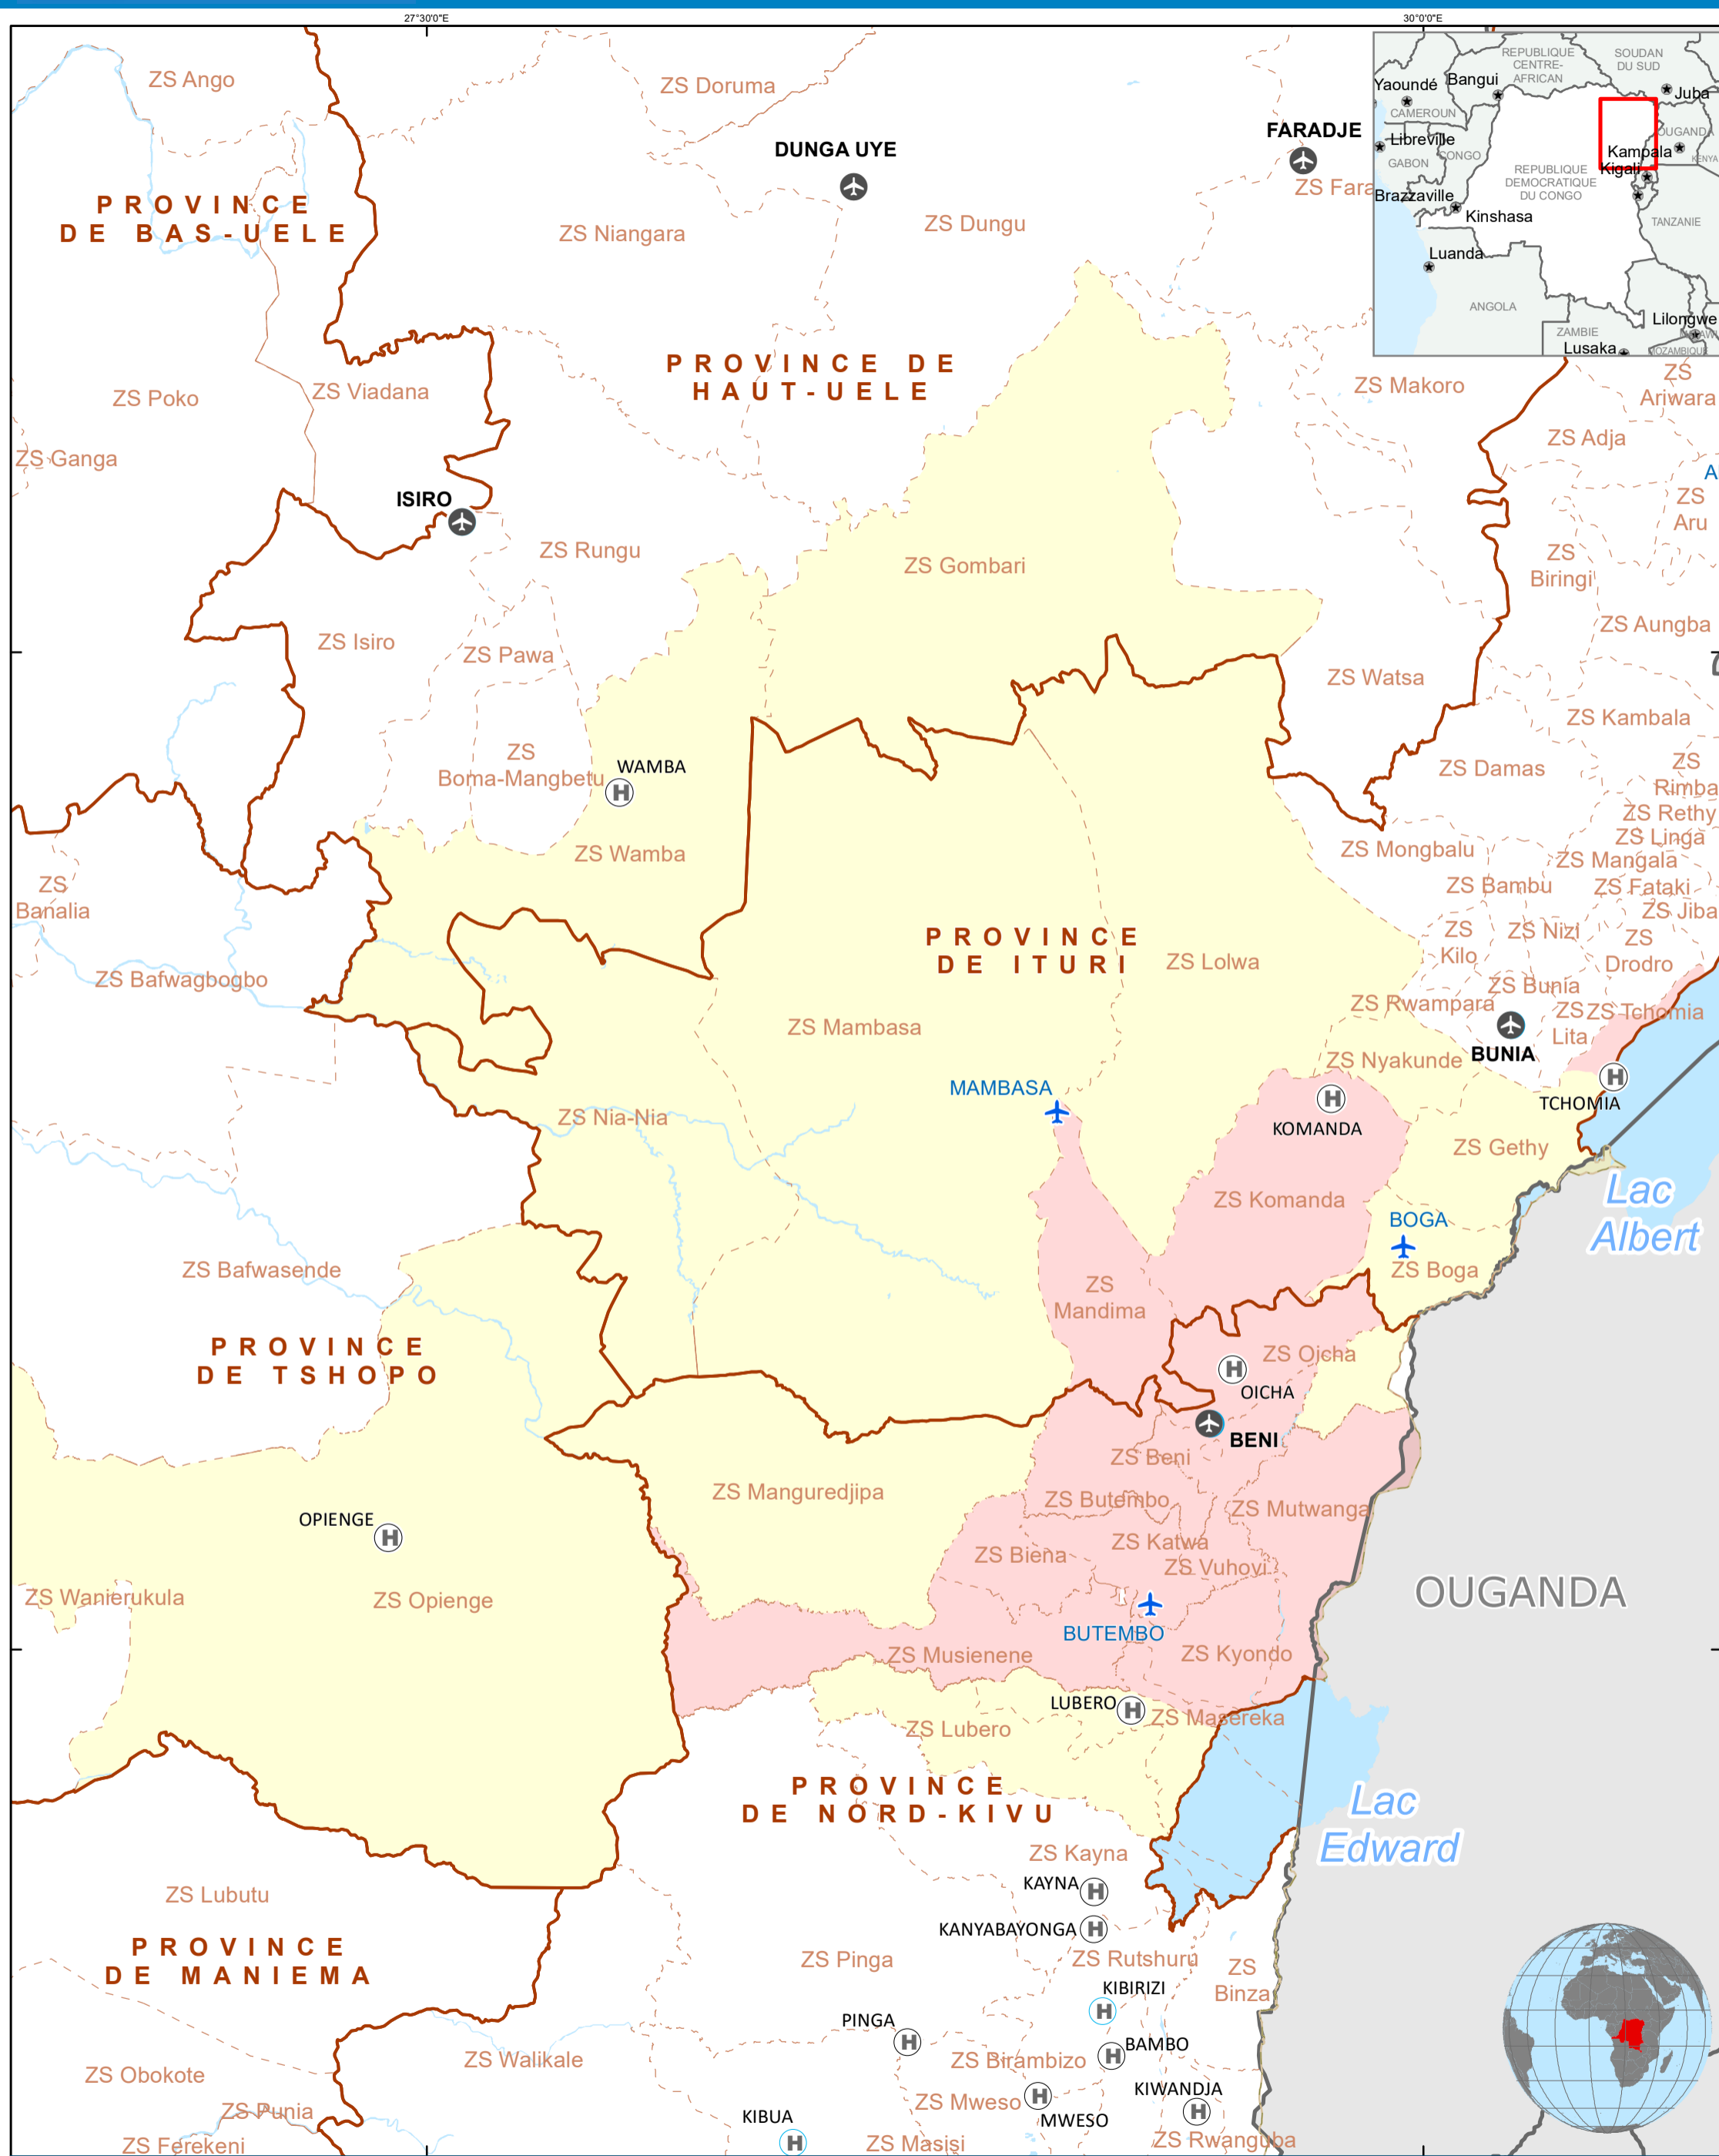 27°30'0"E
30°0'0"E
ZS Ango
ZS Doruma
DUNGA UYE
FARADJE
ZS Fara
REPUBLIQUE
CENTRE-
AFRICAN
SOUDAN
DU SUD
Yaoundé
Bangui
Juba
CAMEROUN
Libreville
OUGANDA
GABON
CONGO
Kampala
KENYA
Kigali
REPUBLIQUE
DEMOCRATIQUE
DU CONGO
Brazzaville
Kinshasa
TANZANIE
Luanda
ANGOLA
Lilongwe
ZAMBIE
Lusaka
MOZAMBIQUE
PROVINCE
DE BAS-UELE
ZS Niangara
ZS Dungu
PROVINCE DE
HAUT-UELE
ZS Poko
ZS Viadana
ZS Makoro
ZS
Ariwara
ZS Adja
ZS Ganga
A
ISIRO
ZS
Aru
ZS Rungu
ZS Gombari
ZS
Biringi
ZS Aungba
ZS Isiro
ZS Pawa
ZS Watsa
ZS Kambala
ZS
Boma-Mangbetu
WAMBA
ZS Damas
ZS
Rimba
ZS Rethy
ZS Linga
ZS Wamba
ZS Mongbalu
ZS Mangala
ZS
Banalia
ZS Bambu
ZS Fataki
ZS Jiba
PROVINCE
DE ITURI
ZS
Kilo
ZS Nizi
ZS
Drodro
ZS Lolwa
ZS Bafwagbogbo
ZS Bunia
ZS Rwampara
ZS
Lita
ZS Tchomia
ZS Mambasa
BUNIA
ZS Nyakunde
MAMBASA
TCHOMIA
ZS Nia-Nia
KOMANDA
ZS Gethy
Lac
Albert
ZS Komanda
BOGA
ZS Boga
ZS Bafwasende
ZS
Mandima
PROVINCE
DE TSHOPO
ZS Oicha
OICHA
BENI
ZS Beni
ZS Manguredjipa
ZS Butembo
ZS Mutwanga
OPIENGE
ZS Katwa
ZS Biena
ZS Vuhovi
OUGANDA
ZS Wanierukula
ZS Opienge
BUTEMBO
ZS Musienene
ZS Kyondo
LUBERO
ZS Masereka
ZS Lubero
PROVINCE
DE NORD-KIVU
Lac
Edward
ZS Kayna
KAYNA
ZS Lubutu
KANYABAYONGA
PROVINCE
DE MANIEMA
ZS Pinga
ZS Rutshuru
ZS
Binza
KIBIRIZI
PINGA
BAMBO
ZS Walikale
ZS Birambizo
ZS Obokote
KIWANDJA
ZS Mweso
MWESO
ZS Punia
KIBUA
ZS Ferekeni
ZS Masisi
ZS Rwanguba